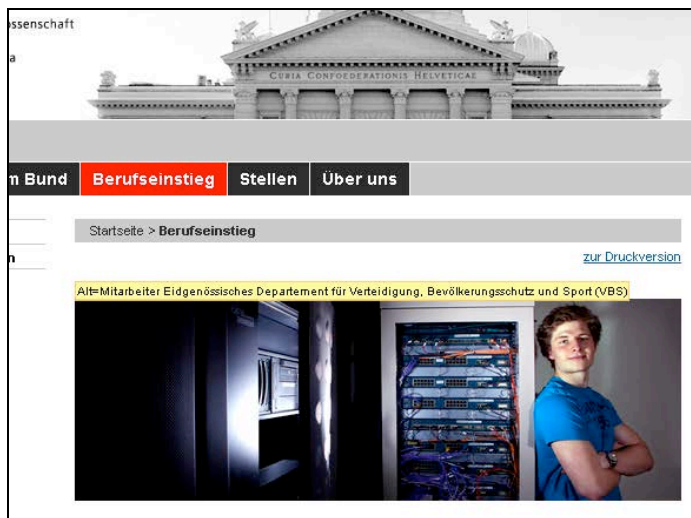 ossenschaft
a
CURIA CONFOEDERATIONIS HELVETICAE
m Bund Berufseinstieg Stellen Über uns
Startseite > Berufseinstieg
n
zur Druckversion
Alt=Mitarbeiter Eidgenössisches Departement für Verteidigung, Bevölkerungsschutz und Sport (VBS)